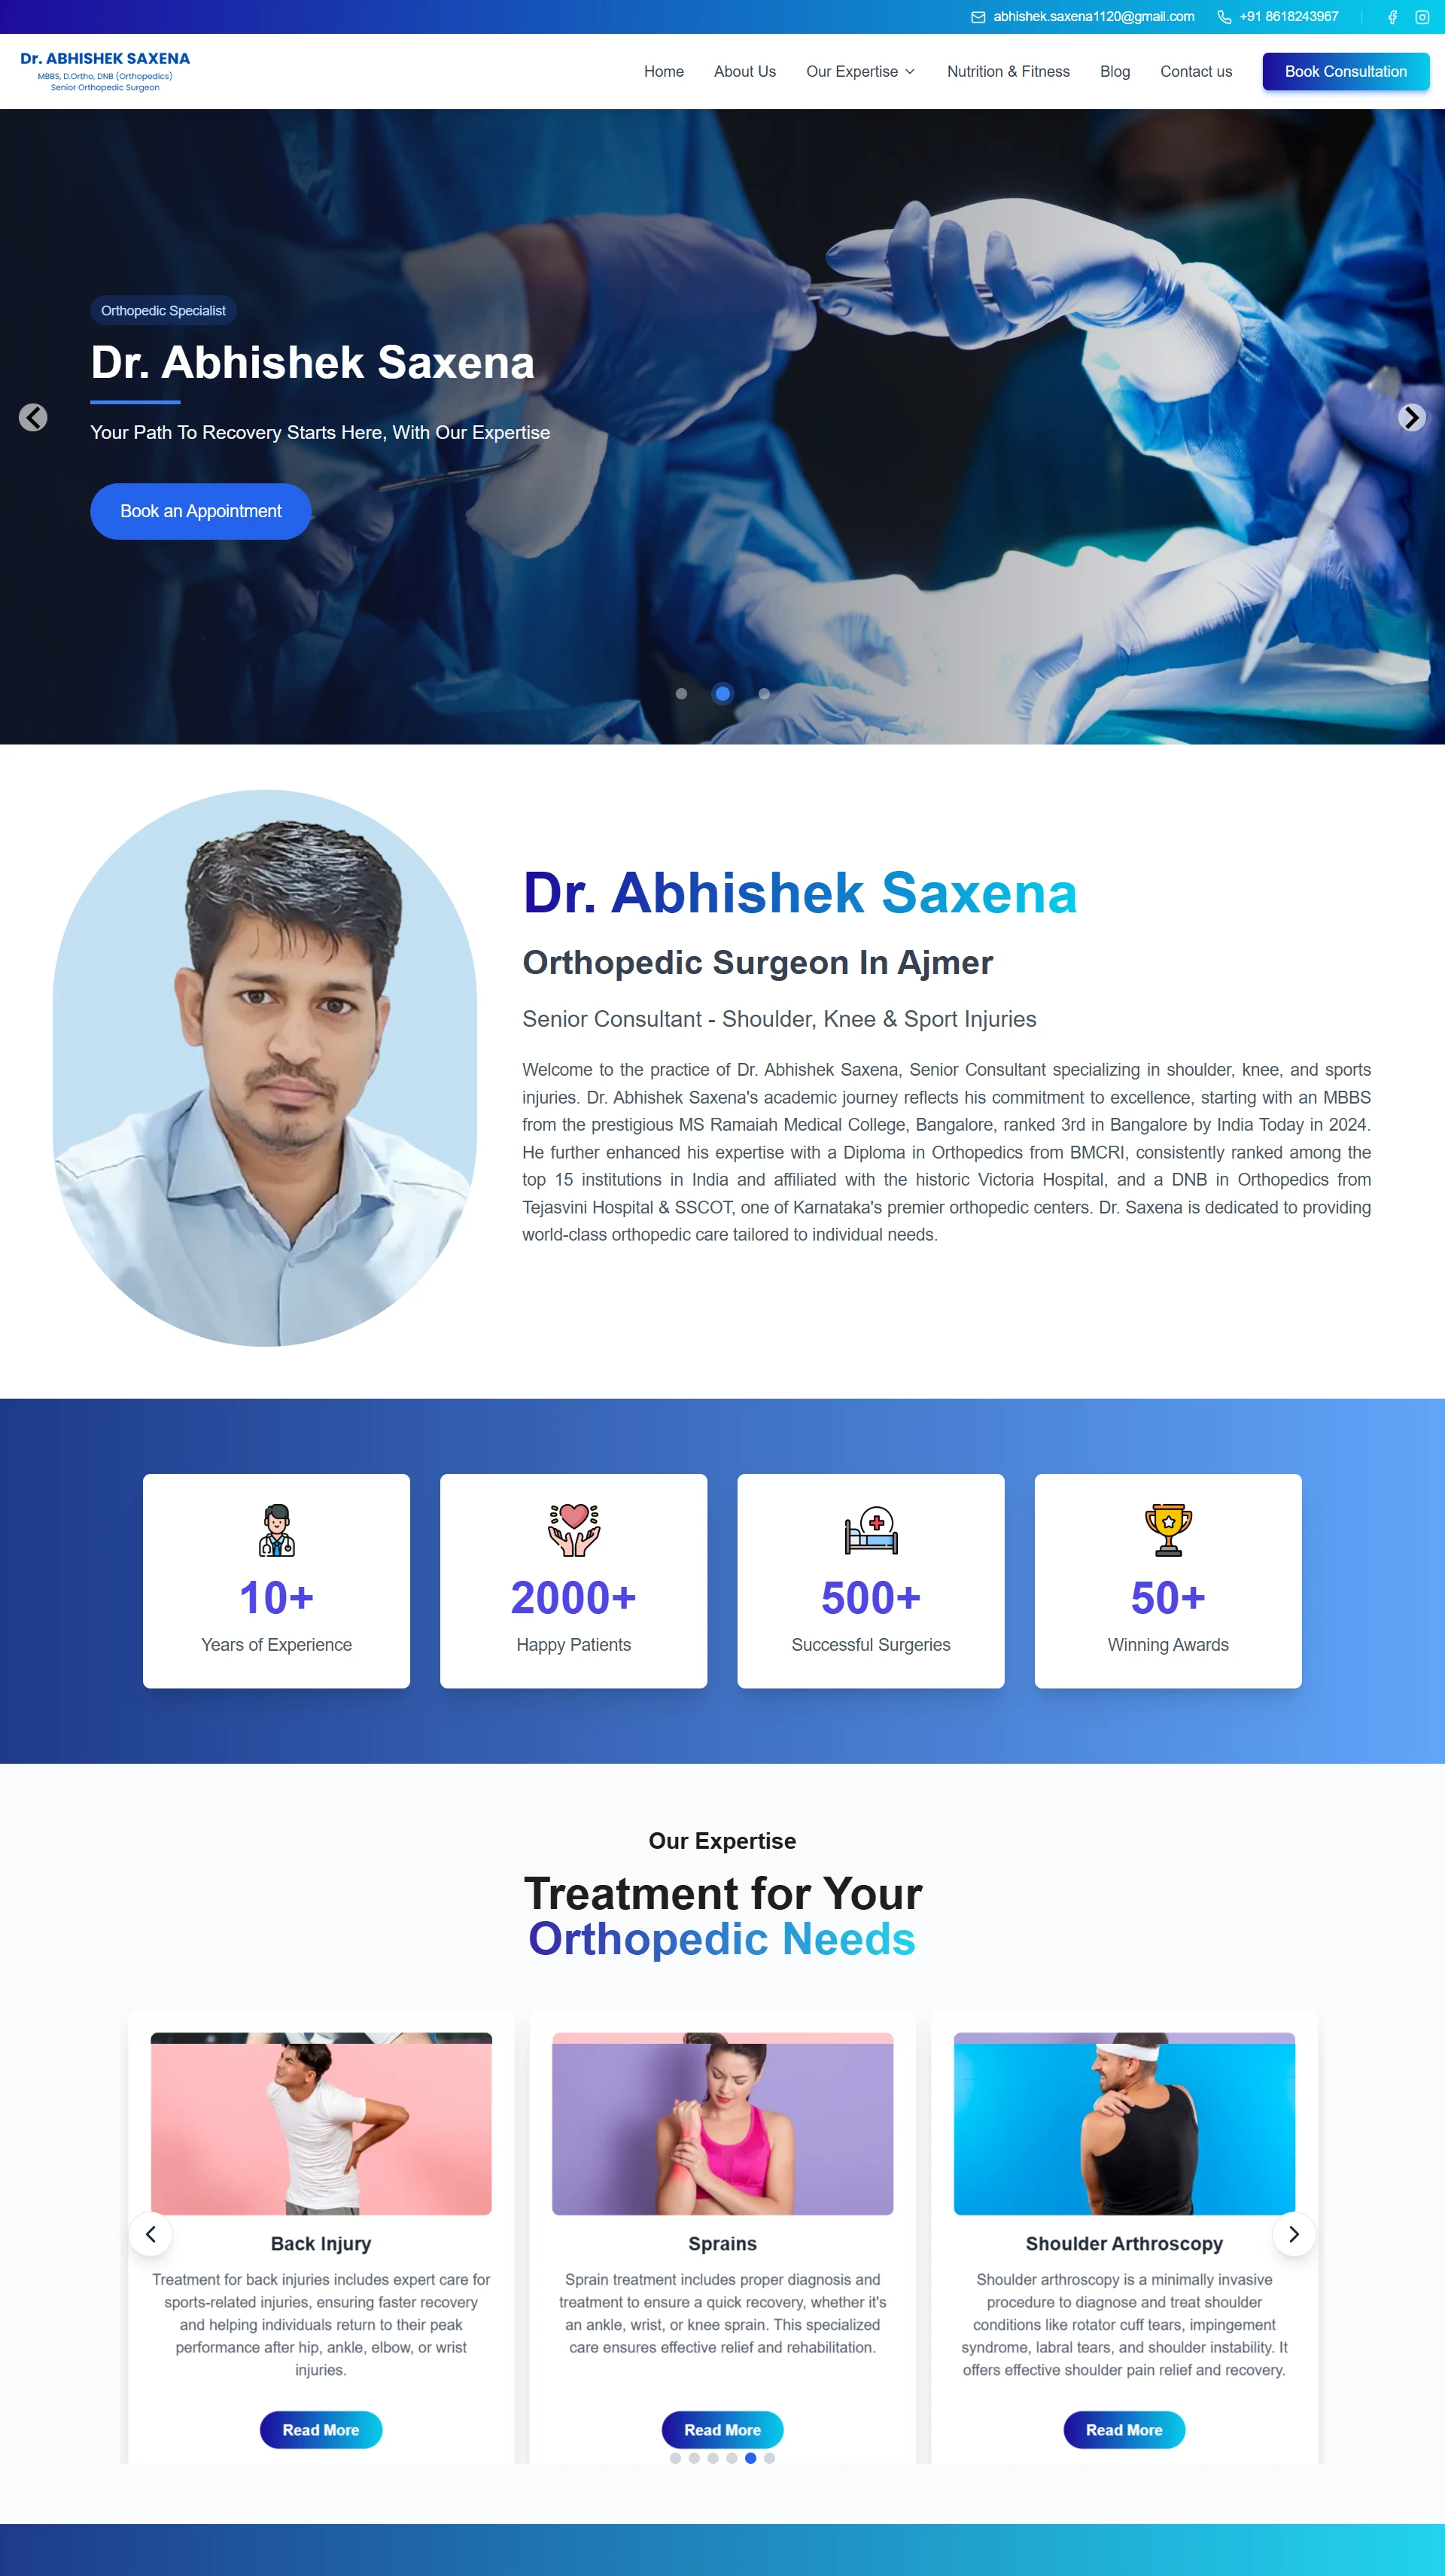 abhishek.saxena1120@gmail.com +91 8618243967
Dr. ABHISHEK SAXENA
MBBS, D.Ortho, DNB (Orthopedics)
Senior Orthopedic Surgeon
Home About Us Our Expertise Nutrition & Fitness Blog Contact us Book Consultation
Orthopedic Specialist
Dr. Abhishek Saxena
Your Path To Recovery Starts Here, With Our Expertise
Book an Appointment
Dr. Abhishek Saxena
Orthopedic Surgeon In Ajmer
Senior Consultant - Shoulder, Knee & Sport Injuries
Welcome to the practice of Dr. Abhishek Saxena, Senior Consultant specializing in shoulder, knee, and sports
injuries. Dr. Abhishek Saxena's academic journey reflects his commitment to excellence, starting with an MBBS
from the prestigious MS Ramaiah Medical College, Bangalore, ranked 3rd in Bangalore by India Today in 2024.
He further enhanced his expertise with a Diploma in Orthopedics from BMCRI, consistently ranked among the
top 15 institutions in India and affiliated with the historic Victoria Hospital, and a DNB in Orthopedics from
Tejasvini Hospital & SSCOT, one of Karnataka's premier orthopedic centers. Dr. Saxena is dedicated to providing
world-class orthopedic care tailored to individual needs.
10+
Years of Experience
2000+
Happy Patients
500+
Successful Surgeries
50+
Winning Awards
Our Expertise
Treatment for Your
Orthopedic Needs
Back Injury
Treatment for back injuries includes expert care for
sports-related injuries, ensuring faster recovery
and helping individuals return to their peak
performance after hip, ankle, elbow, or wrist
injuries.
Read More
Sprains
Sprain treatment includes proper diagnosis and
treatment to ensure a quick recovery, whether it's
an ankle, wrist, or knee sprain. This specialized
care ensures effective relief and rehabilitation.
Read More
Shoulder Arthroscopy
Shoulder arthroscopy is a minimally invasive
procedure to diagnose and treat shoulder
conditions like rotator cuff tears, impingement
syndrome, labral tears, and shoulder instability. It
offers effective shoulder pain relief and recovery.
Read More